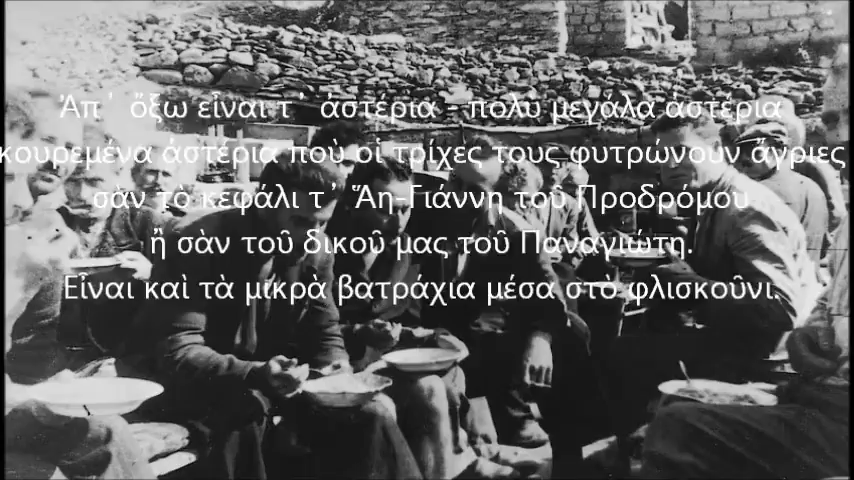 Ἀπ᾿ ὄξω εἶναι τ᾿ ἀστέρια - πολὺ μεγάλα ἀστέρια
κουρεμένα ἀστέρια ποὺ οἱ τρίχες τους φυτρώνουν ἄγριες
σὰν τὸ κεφάλι τ᾿ Ἅη-Γιάννη τοῦ Προδρόμου
ἢ σὰν τοῦ δικοῦ μας τοῦ Παναγιώτη.
Εἶναι καὶ τὰ μικρὰ βατράχια μέσα στὸ φλισκοῦνι.